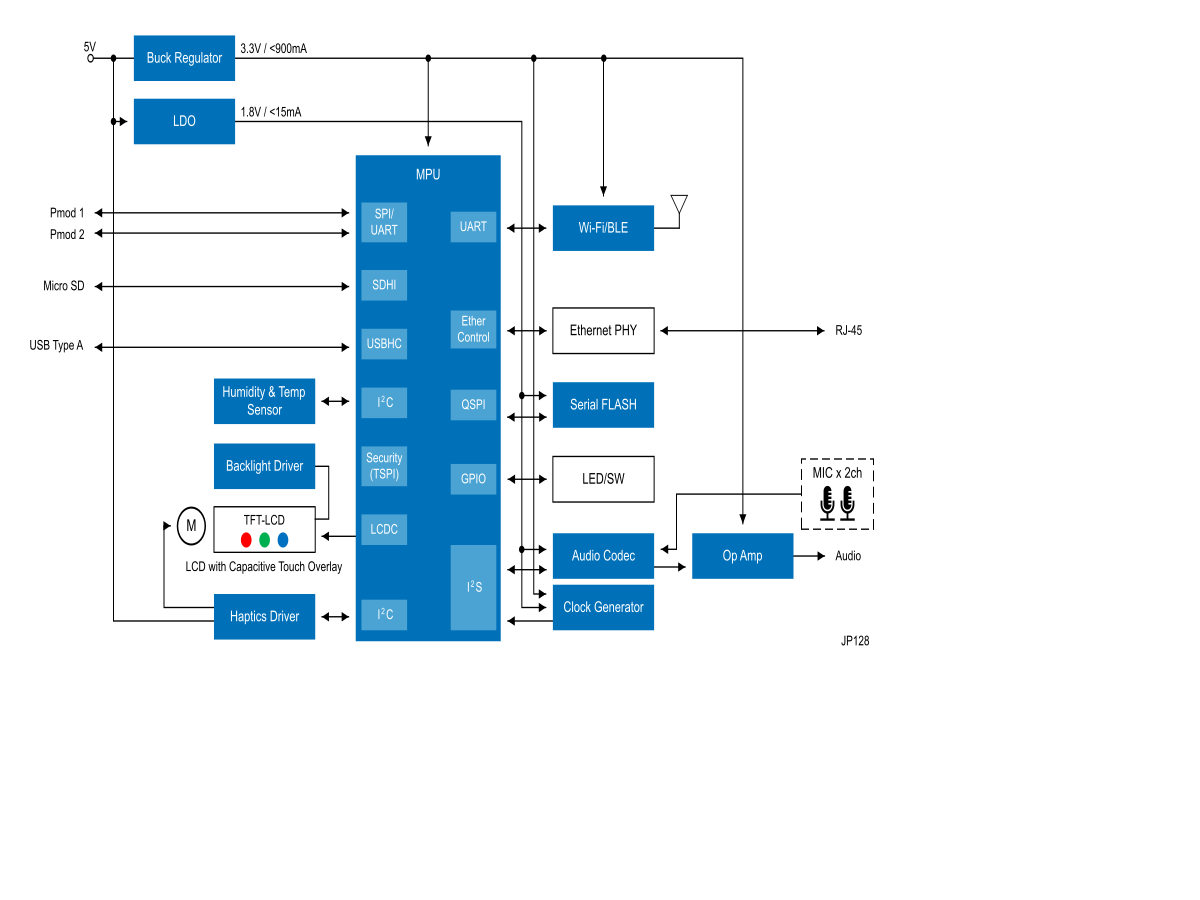 5V
Buck Regulator
3.3V / <900mA
LDO
1.8V / <15mA
MPU
Pmod 1
Pmod 2
SPI/
UART
UART
Wi-Fi/BLE
Micro SD
SDHI
Ether
Control
Ethernet PHY
RJ-45
USB Type A
USBHC
Humidity & Temp
Sensor
I²C
QSPI
Serial FLASH
Backlight Driver
Security
(TSPI)
GPIO
LED/SW
MIC x 2ch
M
TFT-LCD
LCDC
LCD with Capacitive Touch Overlay
Audio Codec
Op Amp
Audio
I²S
Haptics Driver
I²C
Clock Generator
JP128